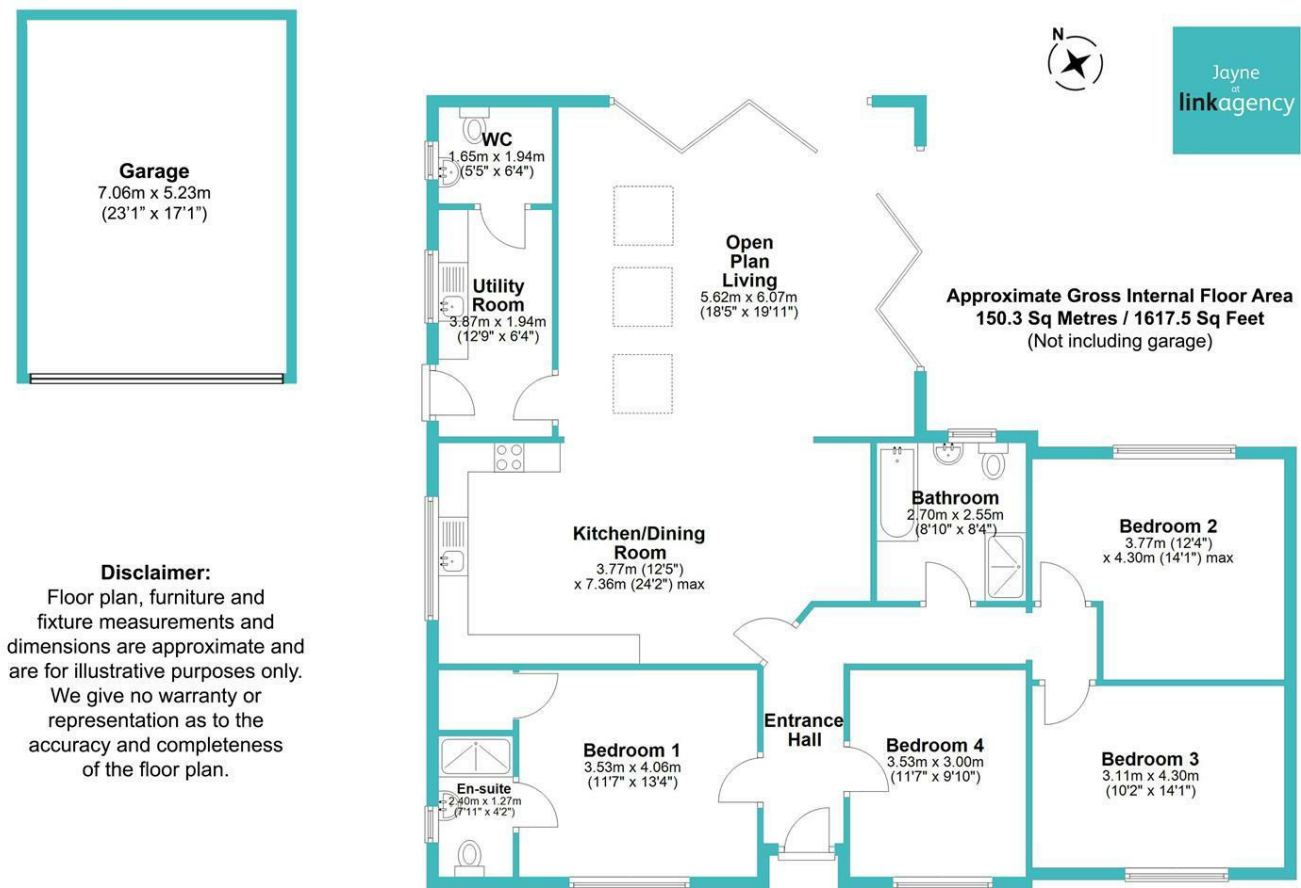 N
Jayne
at
linkagency
Garage
7.06m x 5.23m
(23'1" x 17'1")
WC
1.65m x 1.94m
(5'5" x 6'4")
Utility
Room
3.87m x 1.94m
(12'9" x 6'4")
Open
Plan
Living
5.62m x 6.07m
(18'5" x 19'11")
Approximate Gross Internal Floor Area
150.3 Sq Metres / 1617.5 Sq Feet
(Not including garage)
Kitchen/Dining
Room
3.77m (12'5")
x 7.36m (24'2") max
Bathroom
2.70m x 2.55m
(8'10" x 8'4")
Bedroom 2
3.77m (12'4")
x 4.30m (14'1") max
Disclaimer:
Floor plan, furniture and
fixture measurements and
dimensions are approximate and
are for illustrative purposes only.
We give no warranty or
representation as to the
accuracy and completeness
of the floor plan.
Bedroom 1
3.53m x 4.06m
(11'7" x 13'4")
En-suite
2.40m x 1.27m
(7'11" x 4'2")
Entrance
Hall
Bedroom 4
3.53m x 3.00m
(11'7" x 9'10")
Bedroom 3
3.11m x 4.30m
(10'2" x 14'1")